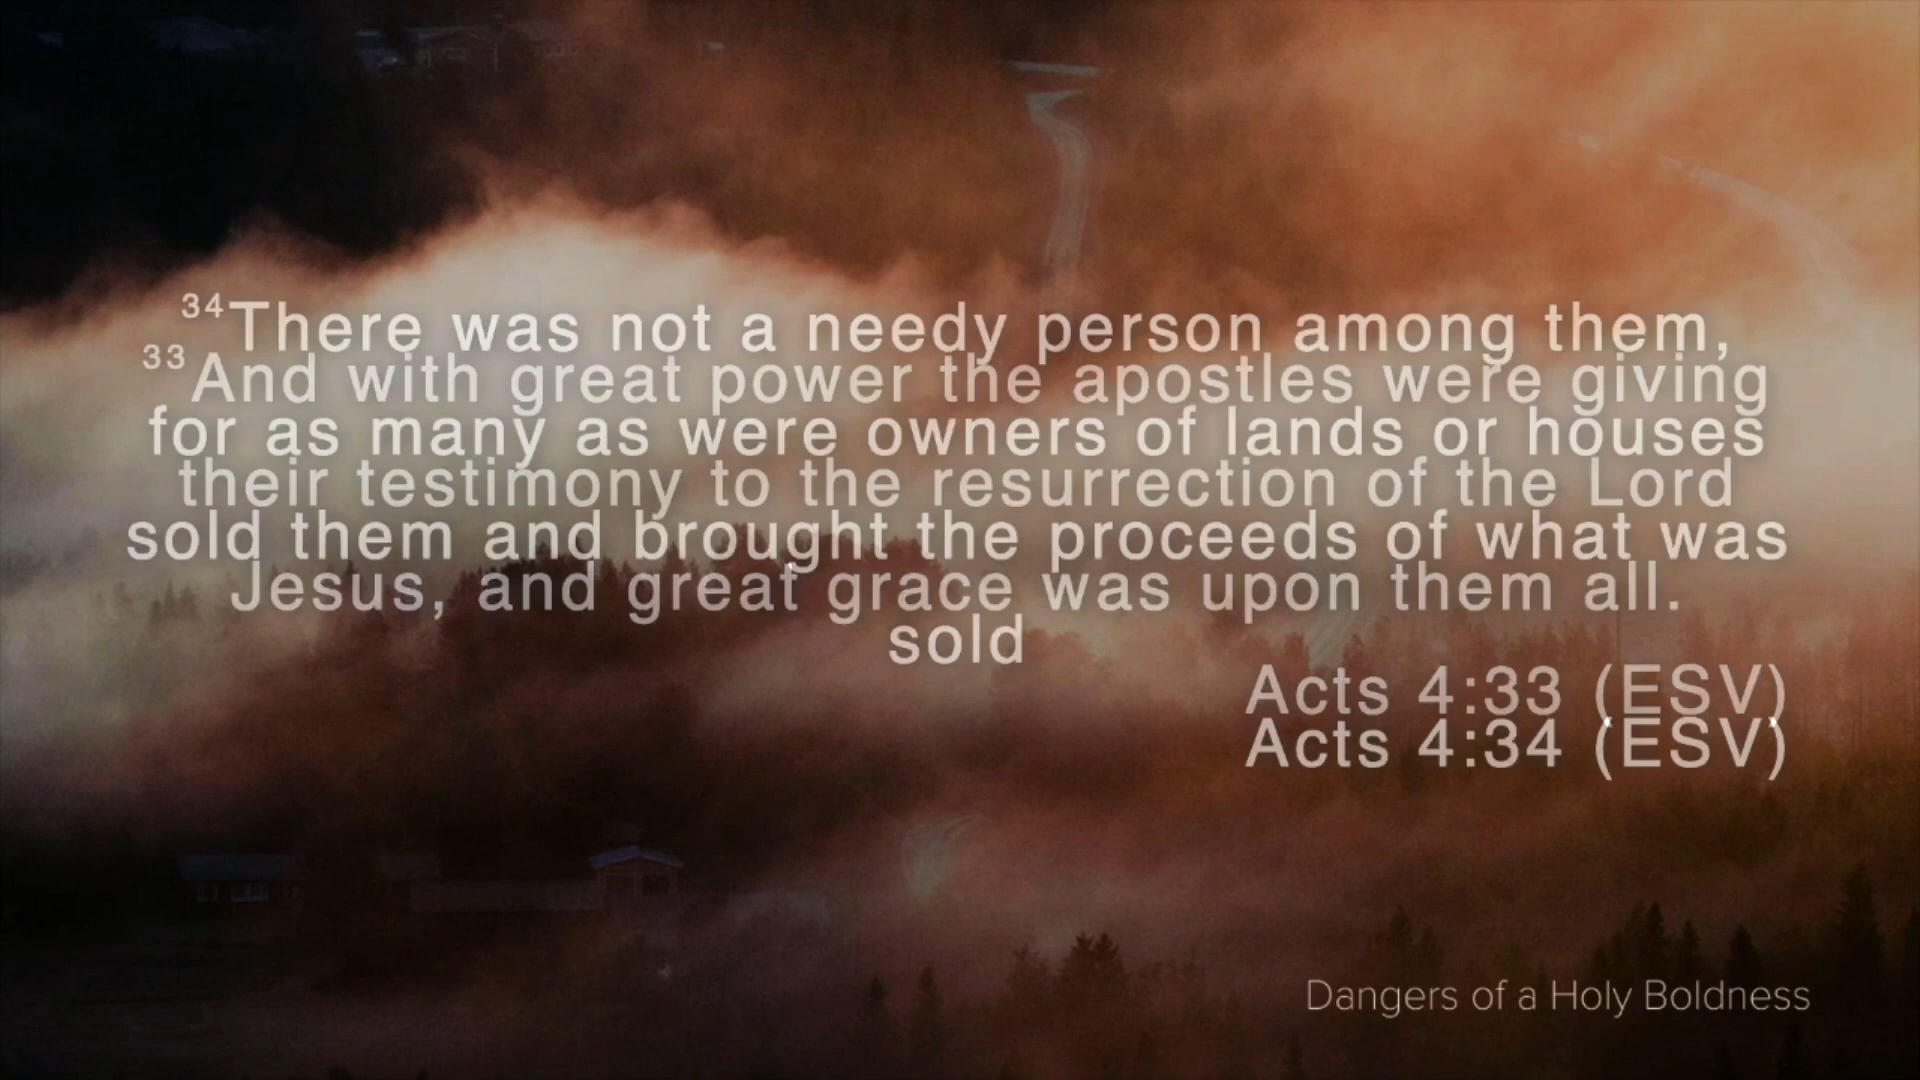 34There was not a needy person among them,
33And with great power the apostles were giving
for as many as were owners of lands or houses
their testimony to the resurrection of the Lord
sold them and brought the proceeds of what was
Jesus, and great grace was upon them all.
sold
Acts 4:33 (ESV)
Acts 4:34 (ESV)
Dangers of a Holy Boldness